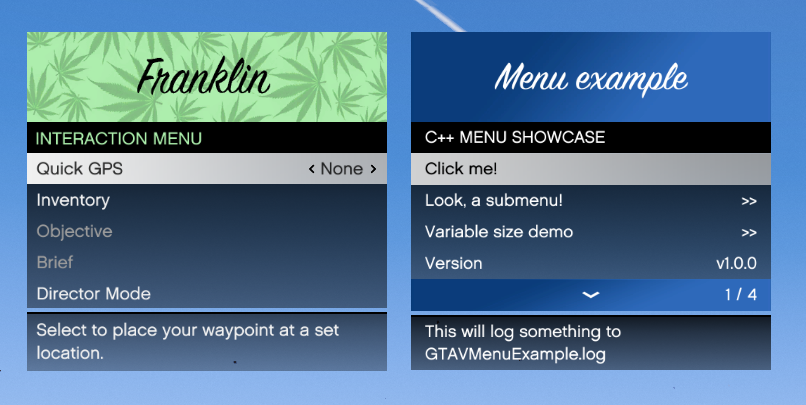 Franklin
INTERACTION MENU
Quick GPS ‹ None ›
Inventory
Objective
Brief
Director Mode
Select to place your waypoint at a set
location.
Menu example
C++ MENU SHOWCASE
Click me!
Look, a submenu! >>
Variable size demo >>
Version v1.0.0
1 / 4
This will log something to
GTAVMenuExample.log